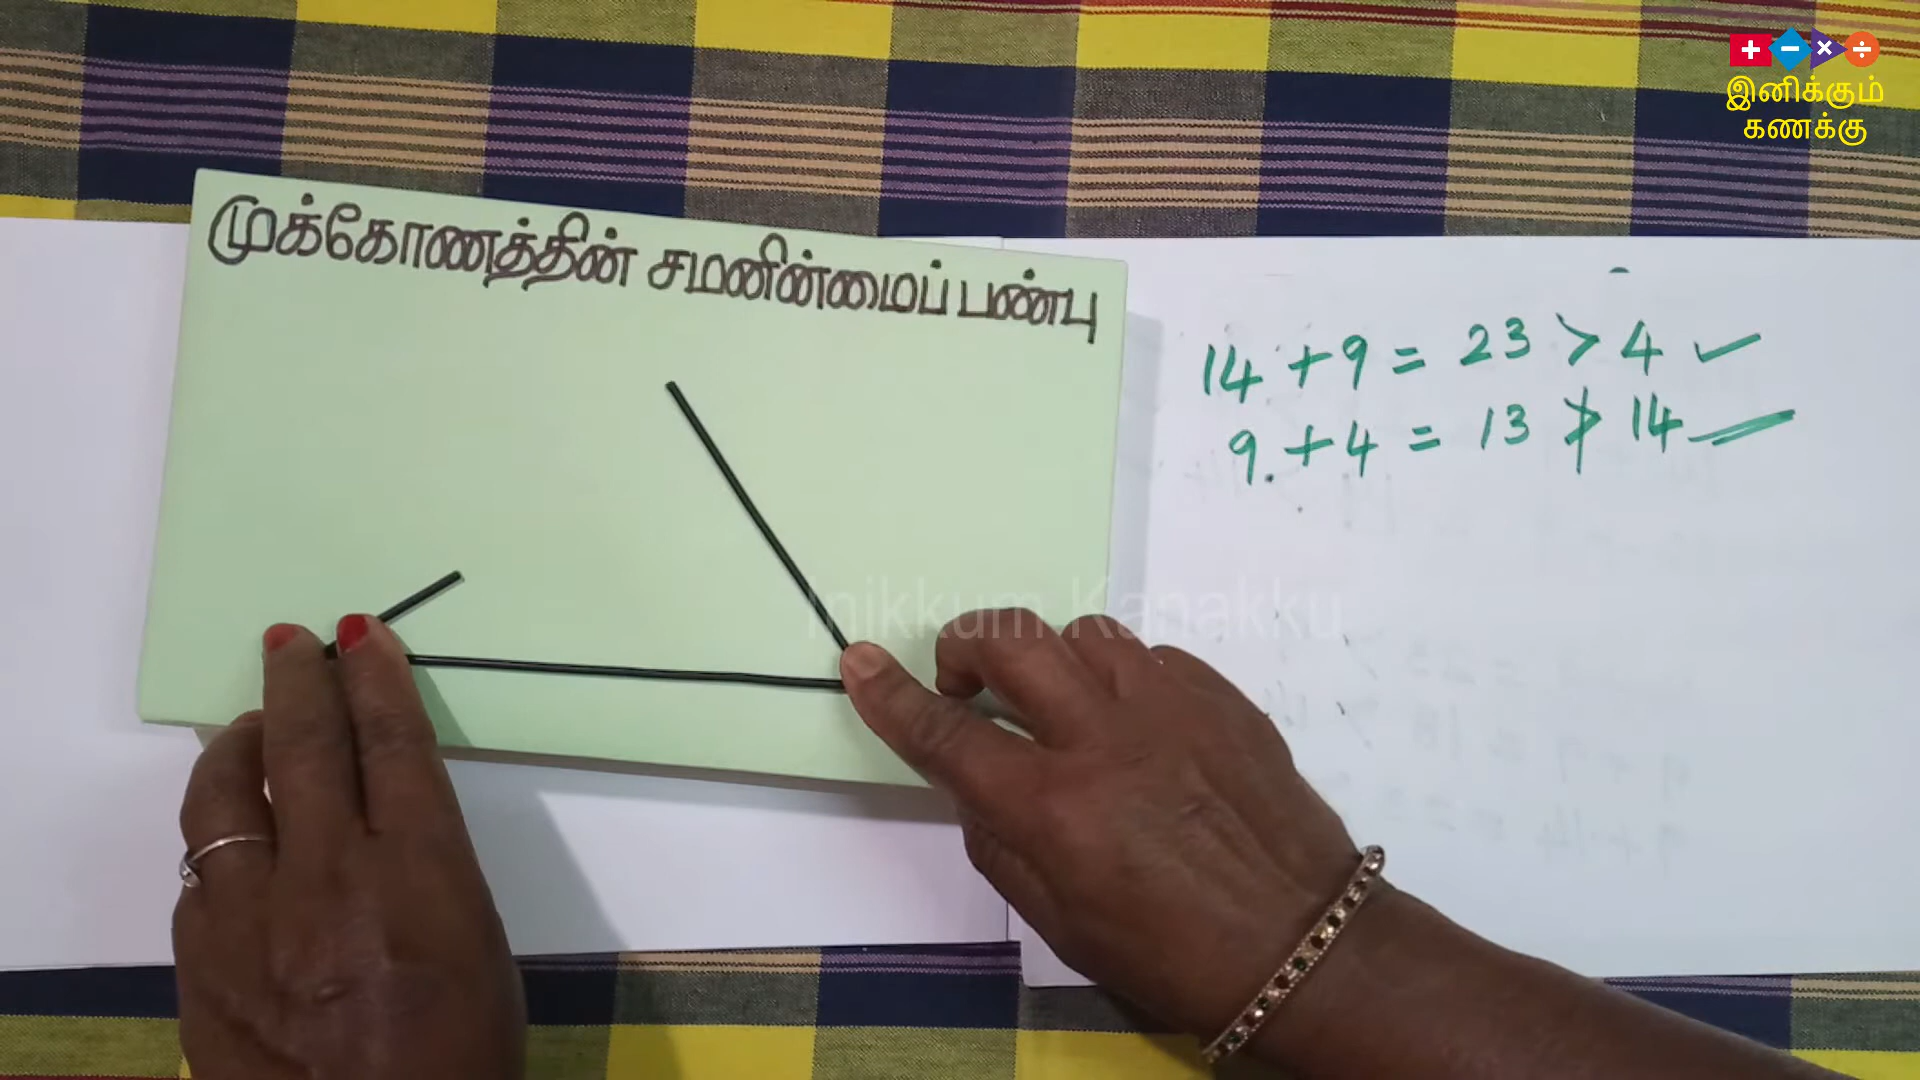 இனிக்கும்
கணக்கு
முக்கோணத்தின் சமனின்மைப் பண்பு
14 + 9 = 23 > 4 ✓
9 + 4 = 13 ≯ 14
Inikkum Kanakku